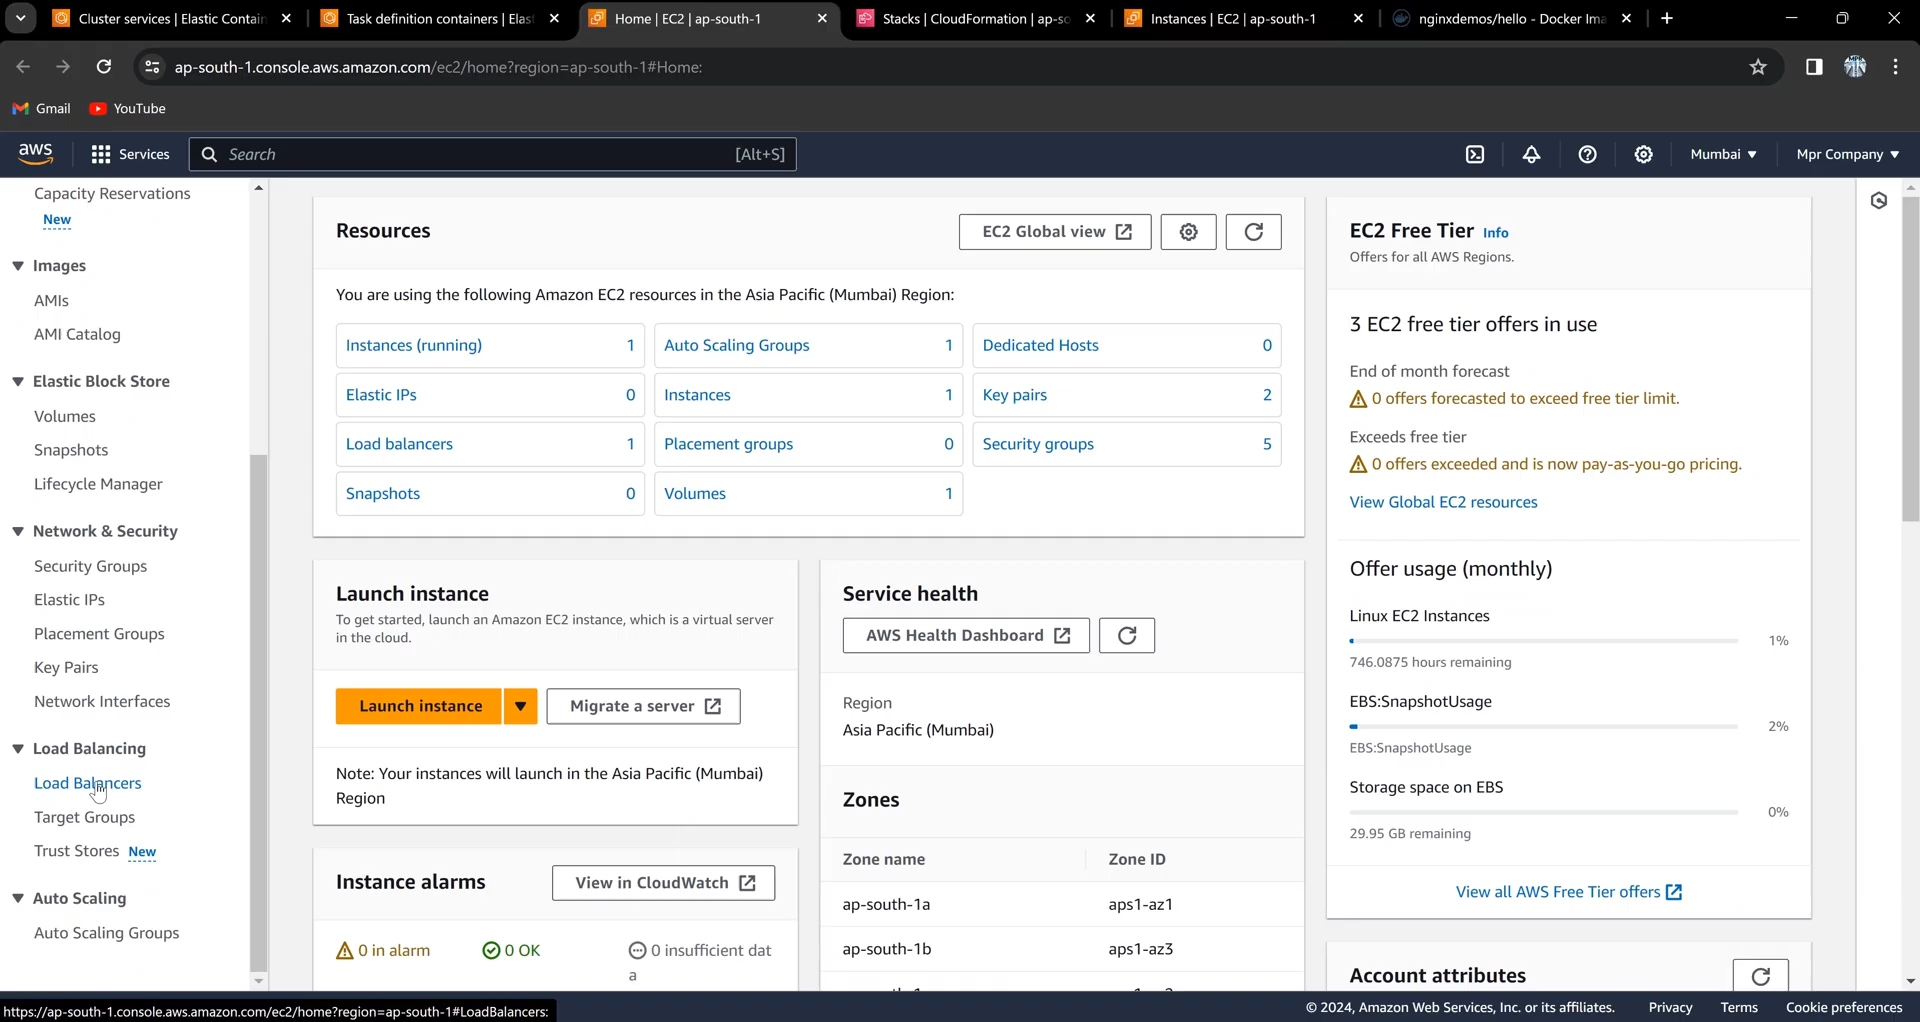 Cluster services | Elastic Contain
Task definition containers | Elas
Home | EC2 | ap-south-1
Stacks | CloudFormation | ap-so
Instances | EC2 | ap-south-1
nginxdemos/hello - Docker Ima
ap-south-1.console.aws.amazon.com/ec2/home?region=ap-south-1#Home:
Gmail
YouTube
aws
Services
Search
[Alt+S]
Mumbai
Mpr Company
Capacity Reservations
New
Images
AMIs
AMI Catalog
Elastic Block Store
Volumes
Snapshots
Lifecycle Manager
Network & Security
Security Groups
Elastic IPs
Placement Groups
Key Pairs
Network Interfaces
Load Balancing
Load Balancers
Target Groups
Trust Stores New
Auto Scaling
Auto Scaling Groups
Resources
EC2 Global view
You are using the following Amazon EC2 resources in the Asia Pacific (Mumbai) Region:
Instances (running) 1
Auto Scaling Groups 1
Dedicated Hosts 0
Elastic IPs 0
Instances 1
Key pairs 2
Load balancers 1
Placement groups 0
Security groups 5
Snapshots 0
Volumes 1
Launch instance
To get started, launch an Amazon EC2 instance, which is a virtual server
in the cloud.
Launch instance
Migrate a server
Note: Your instances will launch in the Asia Pacific (Mumbai)
Region
Instance alarms
View in CloudWatch
0 in alarm
0 OK
0 insufficient dat
a
Service health
AWS Health Dashboard
Region
Asia Pacific (Mumbai)
Zones
Zone name
Zone ID
ap-south-1a
aps1-az1
ap-south-1b
aps1-az3
EC2 Free Tier Info
Offers for all AWS Regions.
3 EC2 free tier offers in use
End of month forecast
0 offers forecasted to exceed free tier limit.
Exceeds free tier
0 offers exceeded and is now pay-as-you-go pricing.
View Global EC2 resources
Offer usage (monthly)
Linux EC2 Instances
1%
746.0875 hours remaining
EBS:SnapshotUsage
2%
EBS:SnapshotUsage
Storage space on EBS
0%
29.95 GB remaining
View all AWS Free Tier offers
Account attributes
https://ap-south-1.console.aws.amazon.com/ec2/home?region=ap-south-1#LoadBalancers:
© 2024, Amazon Web Services, Inc. or its affiliates.
Privacy
Terms
Cookie preferences